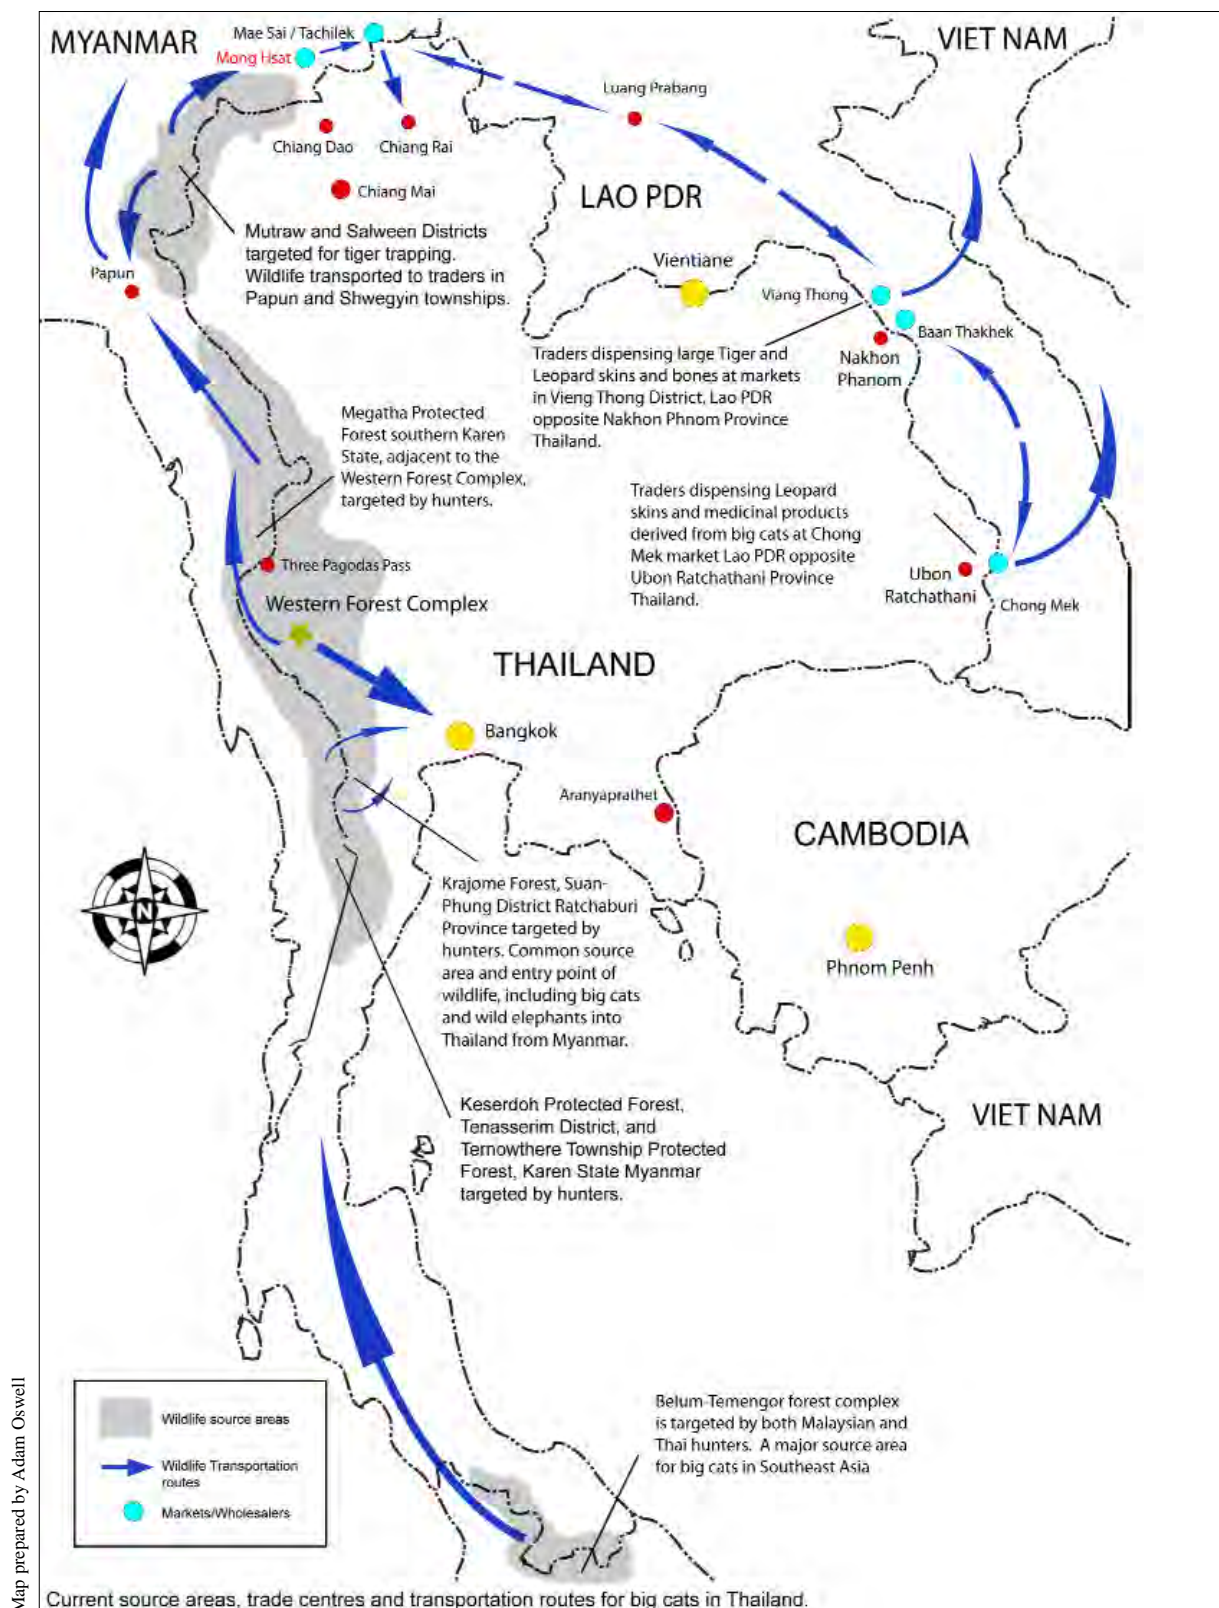 MYANMAR
Mae Sai / Tachilek
Mong Hsat
VIET NAM
Luang Prabang
Chiang Dao
Chiang Rai
Chiang Mai
LAO PDR
Mutraw and Salween Districts
targeted for tiger trapping.
Wildlife transported to traders in
Papun and Shwegyin townships.
Papun
Vientiane
Viang Thong
Baan Thakhek
Nakhon
Phanom
Traders dispensing large Tiger and
Leopard skins and bones at markets
in Vieng Thong District, Lao PDR
opposite Nakhon Phnom Province
Thailand.
Megatha Protected
Forest southern Karen
State, adjacent to the
Western Forest Complex,
targeted by hunters.
Traders dispensing Leopard
skins and medicinal products
derived from big cats at Chong
Mek market Lao PDR opposite
Ubon Ratchathani Province
Thailand.
Three Pagodas Pass
Ubon
Ratchathani
Chong Mek
Western Forest Complex
THAILAND
Bangkok
Aranyaprathet
CAMBODIA
N
Krajome Forest, Suan-
Phung District Ratchaburi
Province targeted by
hunters. Common source
area and entry point of
wildlife, including big cats
and wild elephants into
Thailand from Myanmar.
Phnom Penh
Keserdoh Protected Forest,
Tenasserim District, and
Ternowthere Township Protected
Forest, Karen State Myanmar
targeted by hunters.
VIET NAM
Belum-Temengor forest complex
is targeted by both Malaysian and
Thai hunters. A major source area
for big cats in Southeast Asia
Wildlife source areas
Wildlife Transportation
routes
Markets/Wholesalers
Map prepared by Adam Oswell
Current source areas, trade centres and transportation routes for big cats in Thailand.